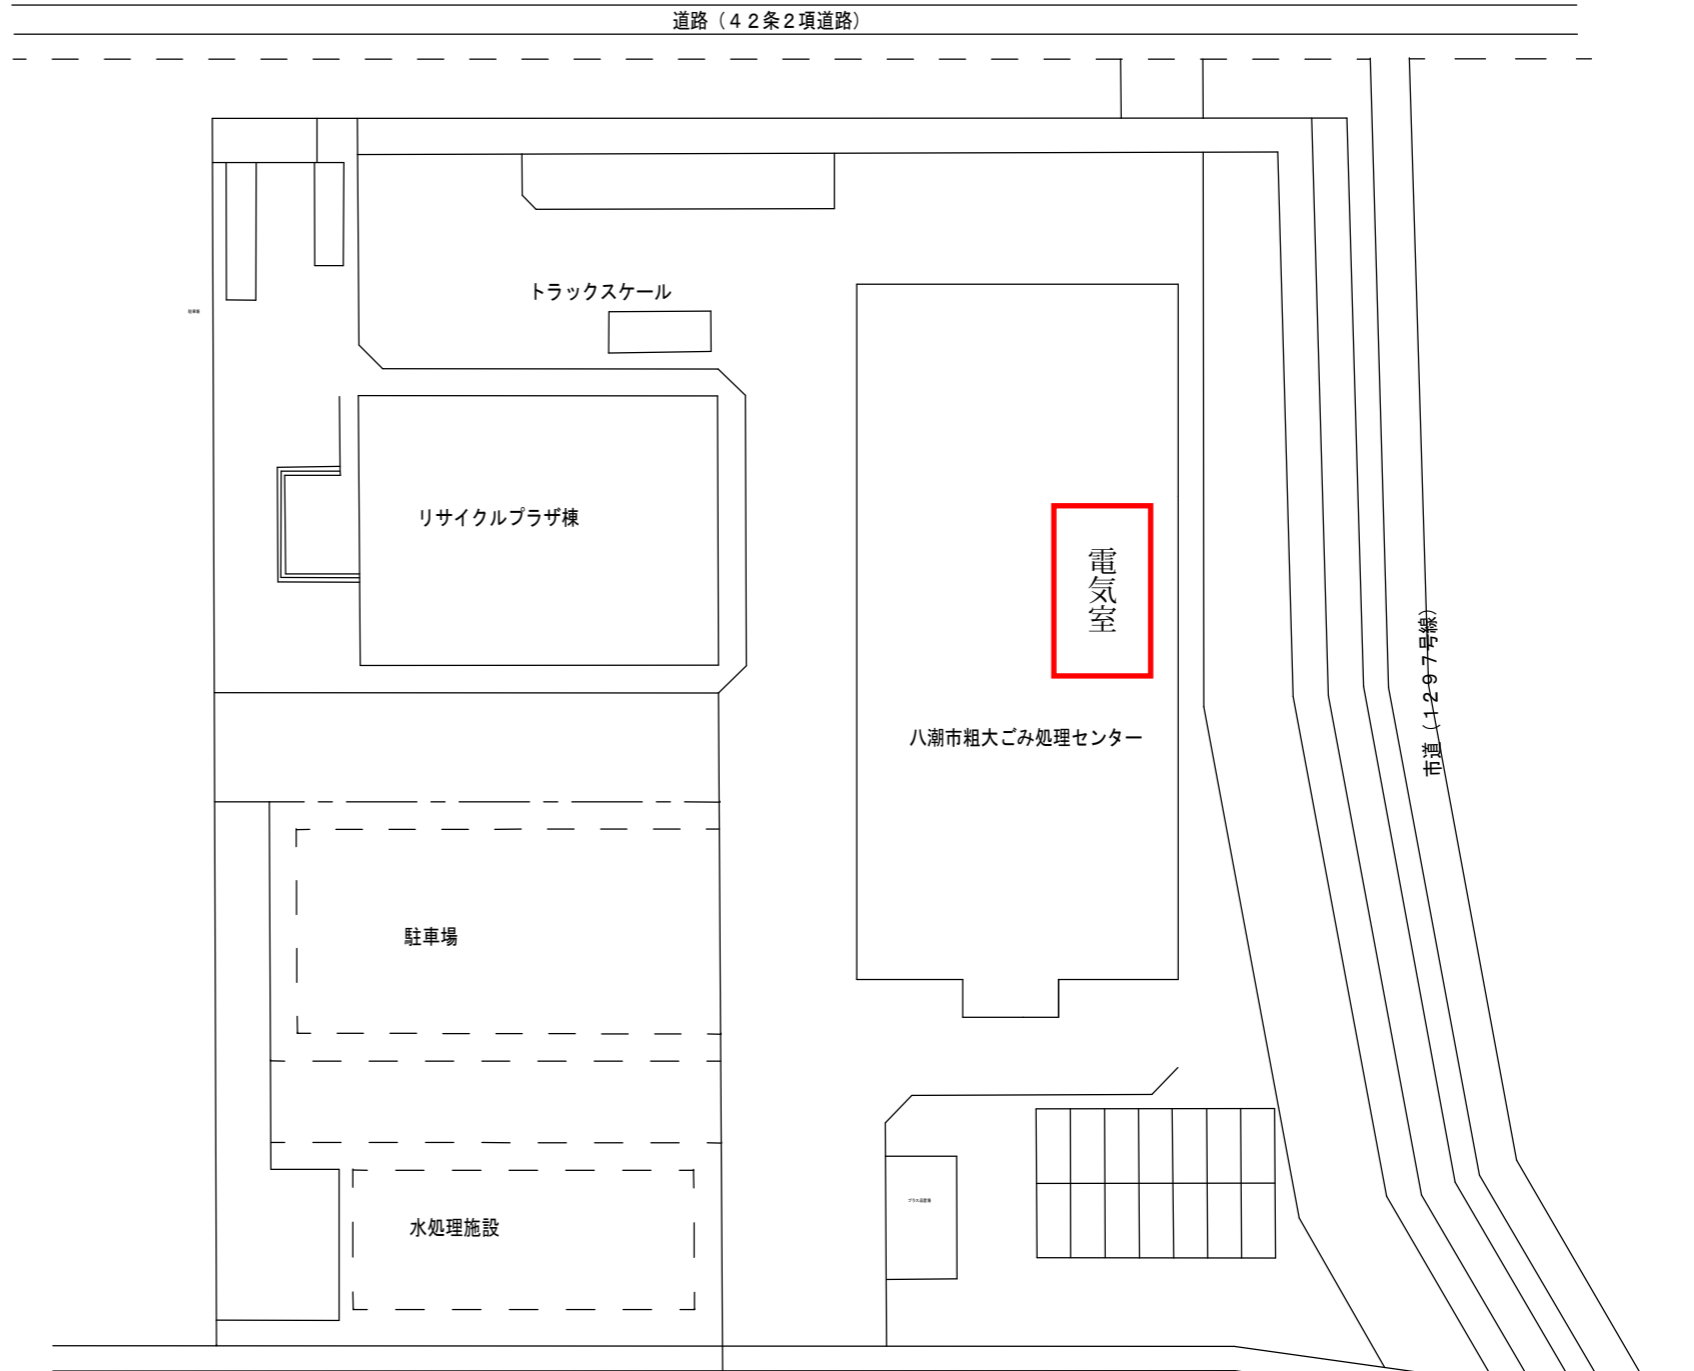 道路（４２条２項道路）
トラックスケール
リサイクルプラザ棟
電気室
市道（１２９７号線）
八潮市粗大ごみ処理センター
駐車場
水処理施設